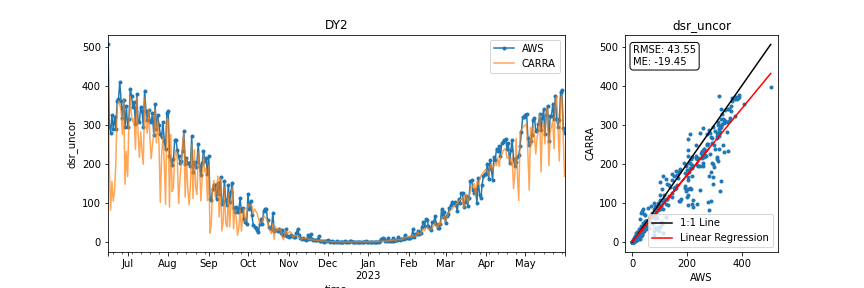 DY2
dsr_uncor
500
400
300
200
100
0
dsr_uncor
AWS
CARRA
Jul Aug Sep Oct Nov Dec Jan Feb Mar Apr May
2023
time
dsr_uncor
RMSE: 43.55
ME: -19.45
500
400
300
200
100
0
CARRA
1:1 Line
Linear Regression
0 200 400
AWS